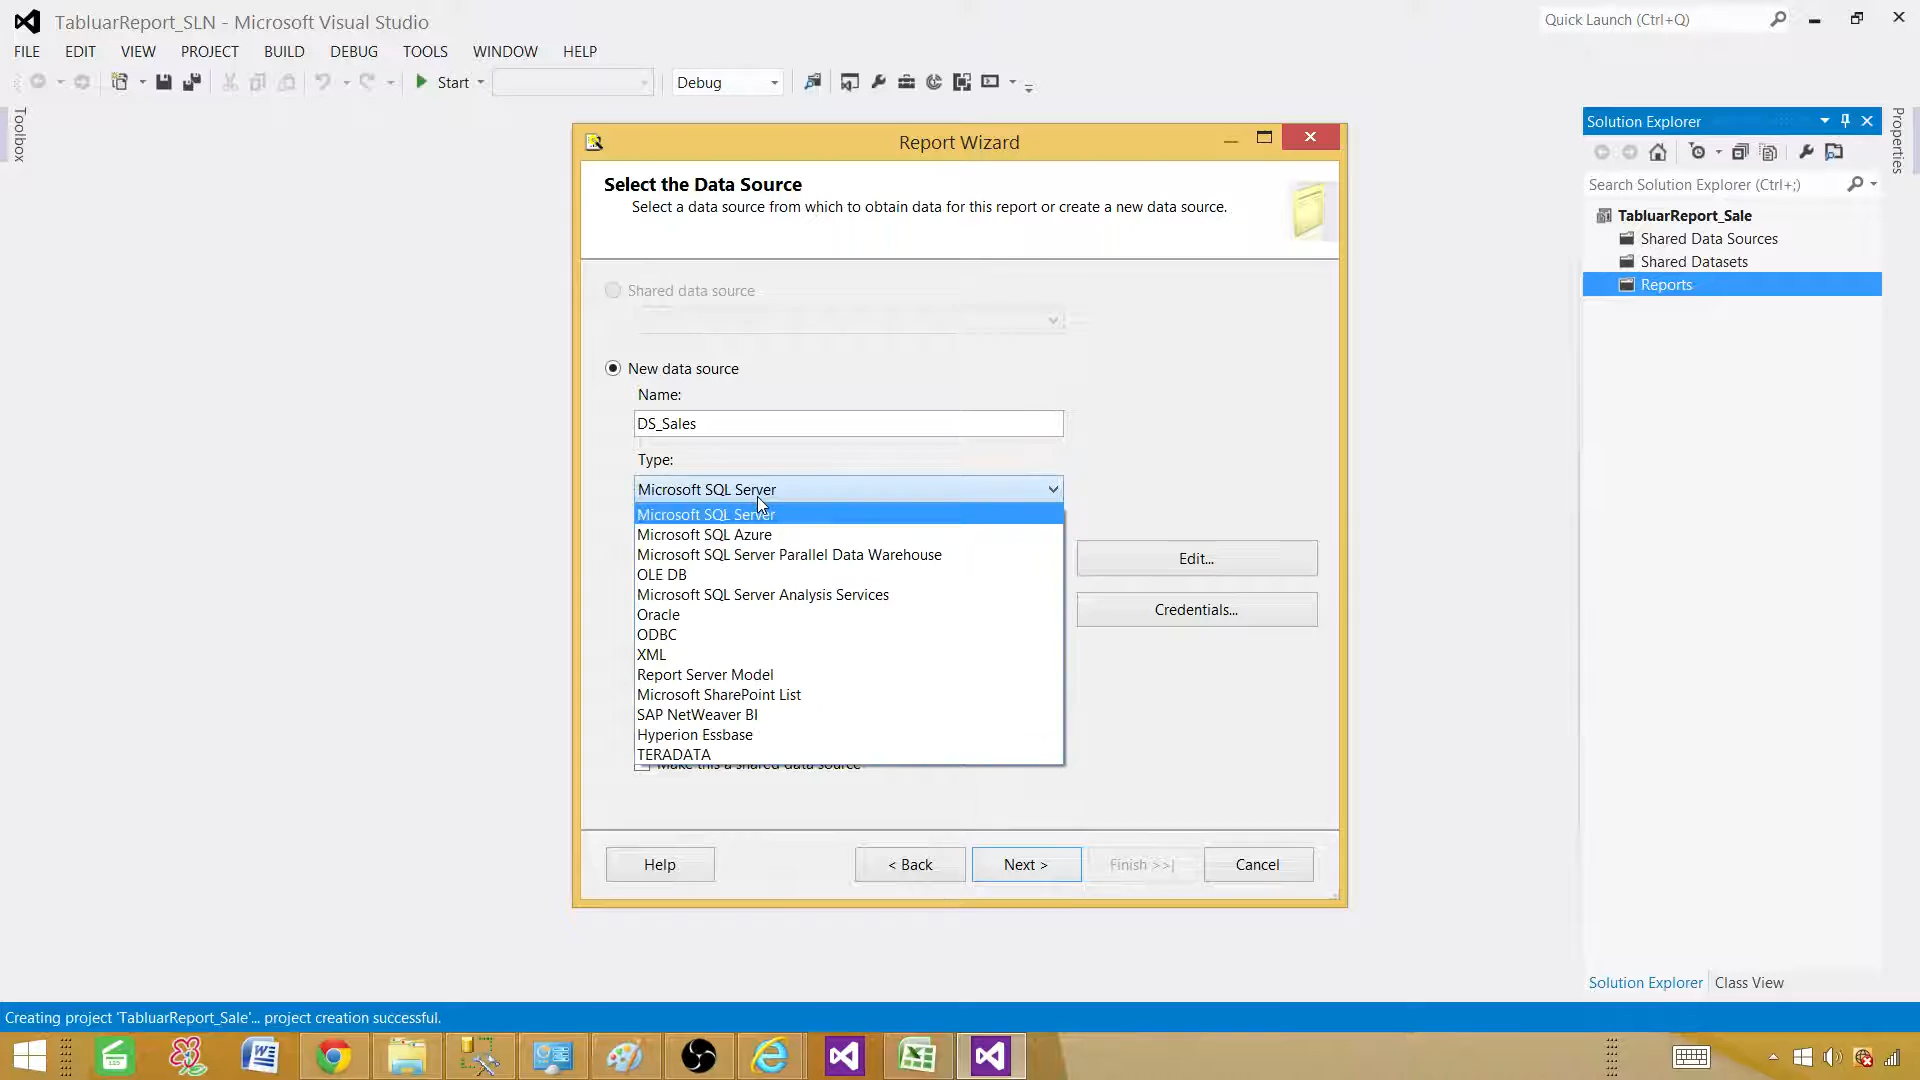 TabluarReport_SLN - Microsoft Visual Studio
Quick Launch (Ctrl+Q)
FILE EDIT VIEW PROJECT BUILD DEBUG TOOLS WINDOW HELP
Start Debug
Toolbox
Report Wizard
Select the Data Source
Select a data source from which to obtain data for this report or create a new data source.
Shared data source
New data source
Name:
DS_Sales
Type:
Microsoft SQL Server
Microsoft SQL Server
Microsoft SQL Azure
Microsoft SQL Server Parallel Data Warehouse
OLE DB
Microsoft SQL Server Analysis Services
Oracle
ODBC
XML
Report Server Model
Microsoft SharePoint List
SAP NetWeaver BI
Hyperion Essbase
TERADATA
Make this a shared data source
Edit...
Credentials...
Help < Back Next > Finish >>| Cancel
Solution Explorer
Search Solution Explorer (Ctrl+;)
TabluarReport_Sale
Shared Data Sources
Shared Datasets
Reports
Properties
Solution Explorer Class View
Creating project 'TabluarReport_Sale'... project creation successful.